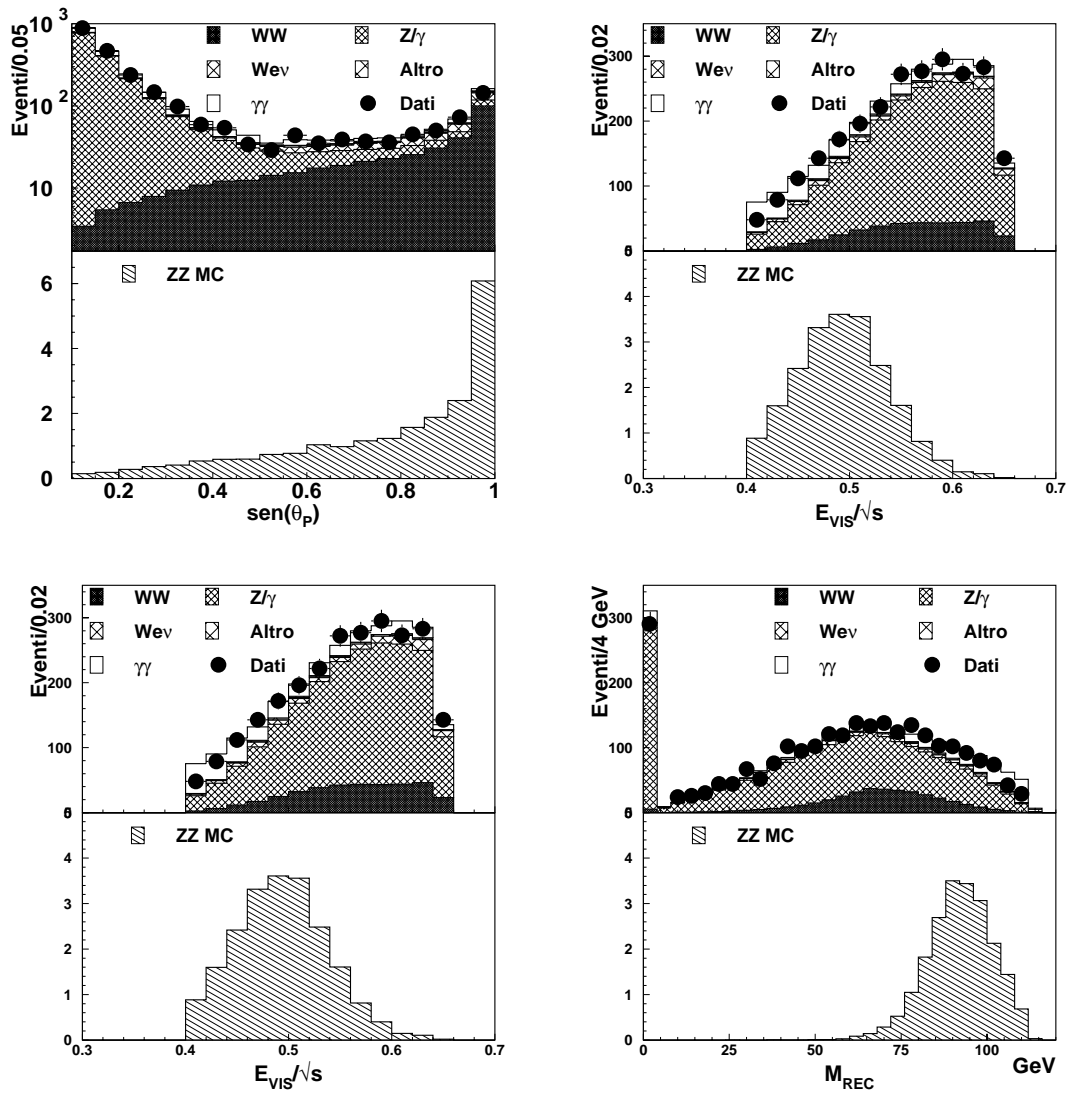 Eventi/0.05
10 3
10 2
10
WW
Z/γ
Weν
Altro
γγ
Dati
6
4
2
0
ZZ MC
0.2
0.4
0.6
0.8
1
sen(θP)
Eventi/0.02
300
200
100
WW
Z/γ
Weν
Altro
γγ
Dati
4
3
2
1
0
ZZ MC
0.3
0.4
0.5
0.6
0.7
EVIS/√s
Eventi/0.02
300
200
100
WW
Z/γ
Weν
Altro
γγ
Dati
4
3
2
1
0
ZZ MC
0.3
0.4
0.5
0.6
0.7
EVIS/√s
Eventi/4 GeV
300
200
100
WW
Z/γ
Weν
Altro
γγ
Dati
4
3
2
1
0
ZZ MC
0
25
50
75
100
MREC
GeV